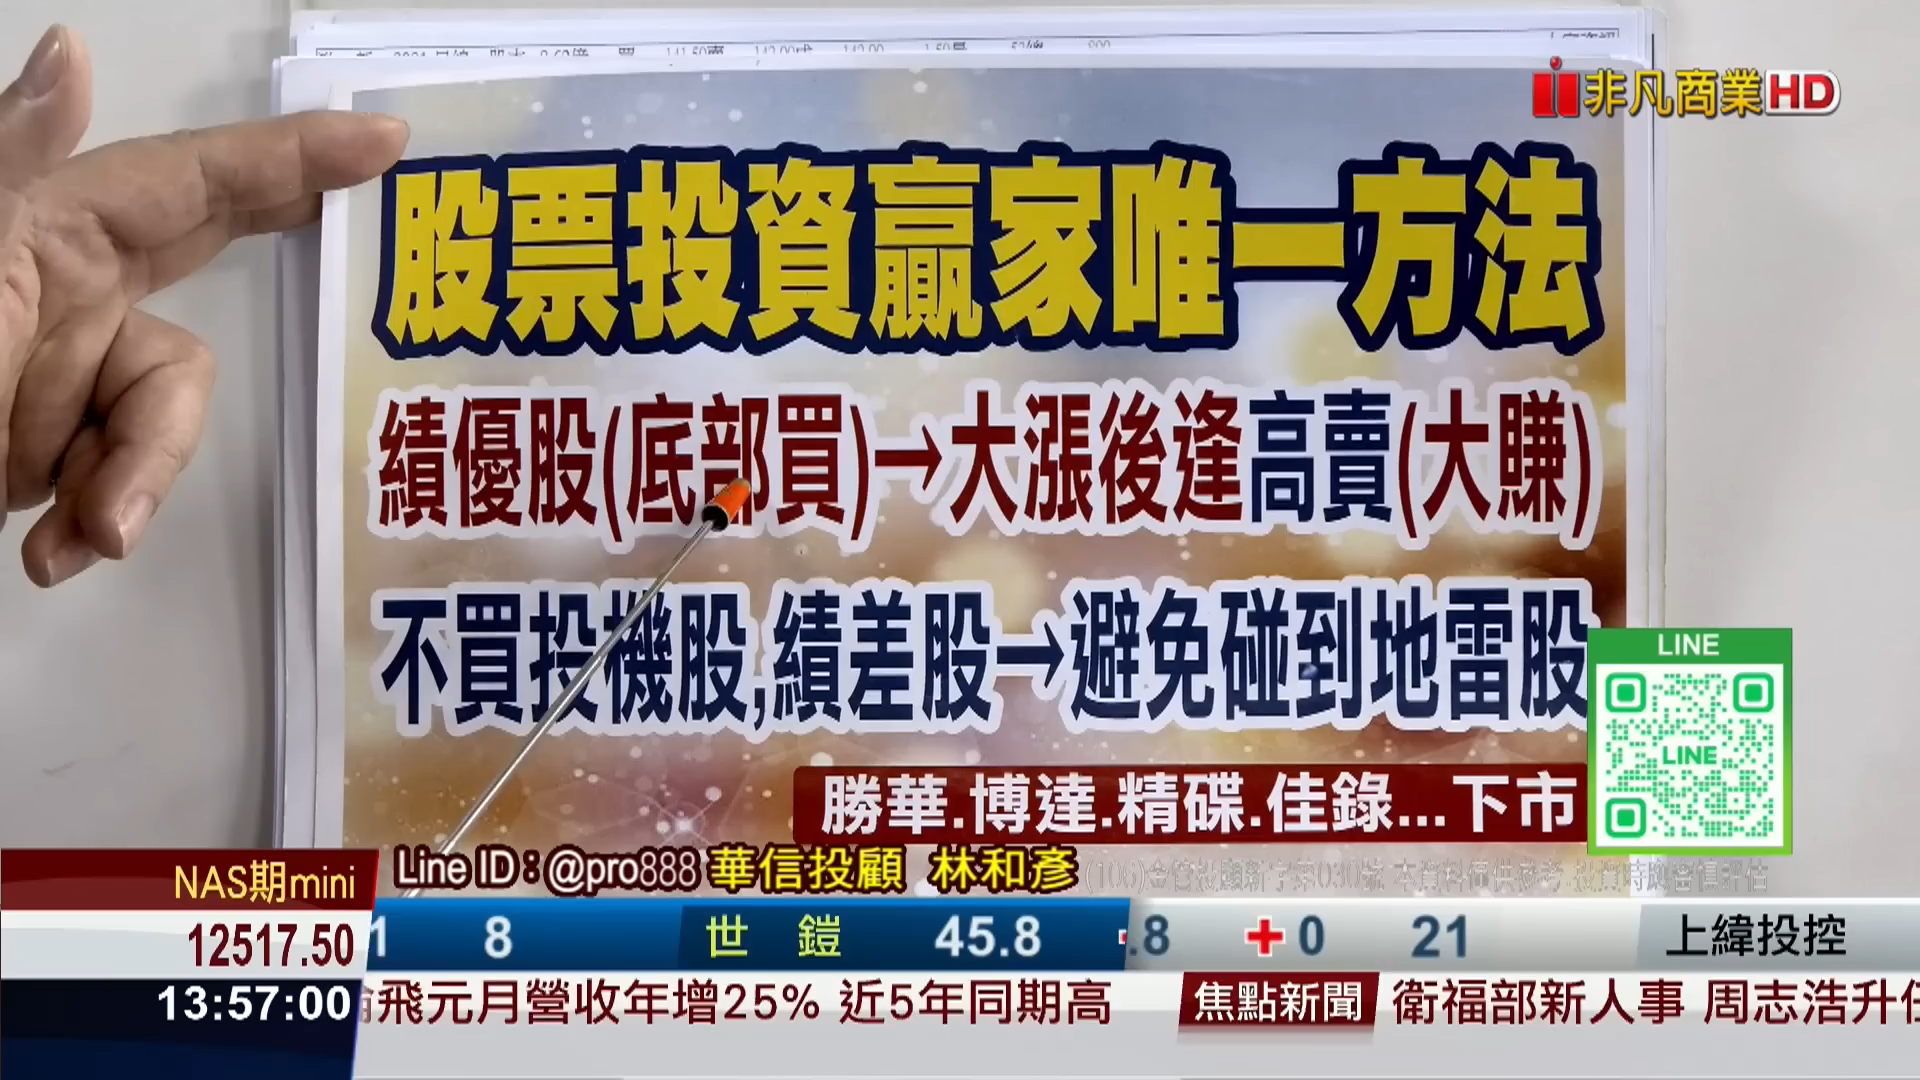 非凡商業HD
股票投資贏家唯一方法
績優股(底部買)→大漲後逢高賣(大賺)
不買投機股,績差股→避免碰到地雷股
勝華.博達.精碟.佳錄...下市
LINE
LINE
Line ID:@pro888 華信投顧 林和彥
NAS期mini
12517.50
1 8 世鎧 45.8 .8 +0 21 上緯投控
13:57:00
飛元月營收年增25% 近5年同期高 焦點新聞 衛福部新人事 周志浩升任